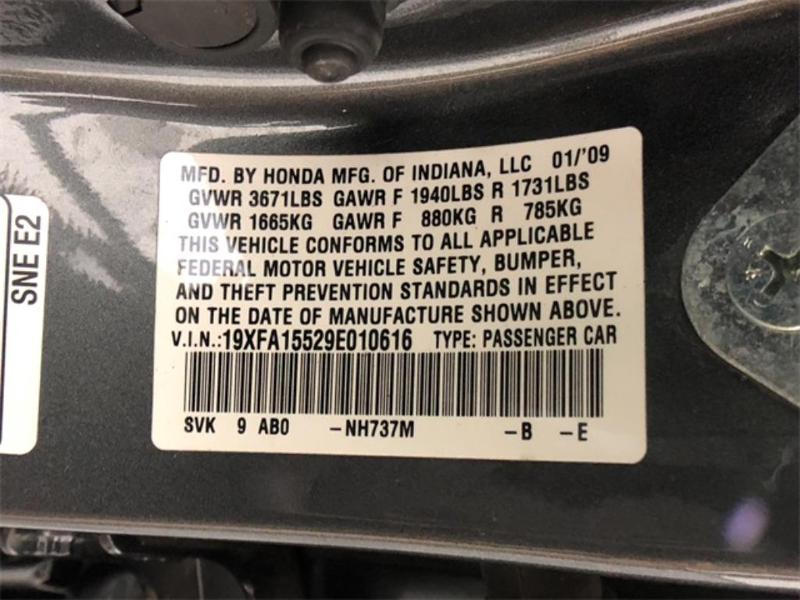 MFD. BY HONDA MFG. OF INDIANA, LLC 01/'09
GVWR 3671LBS GAWR F 1940LBS R 1731LBS
GVWR 1665KG GAWR F 880KG R 785KG
THIS VEHICLE CONFORMS TO ALL APPLICABLE
FEDERAL MOTOR VEHICLE SAFETY, BUMPER,
AND THEFT PREVENTION STANDARDS IN EFFECT
ON THE DATE OF MANUFACTURE SHOWN ABOVE.
V.I.N.:19XFA15529E010616 TYPE: PASSENGER CAR
SVK 9 AB0 -NH737M -B -E
SNE E2